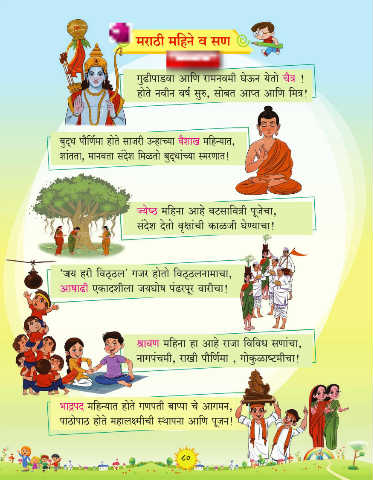 मराठी महिने व सण
गुढीपाडवा आणि रामनवमी घेऊन येतो चैत्र !
होते नवीन वर्ष सुरु, सोबत आप्त आणि मित्र!
बुद्ध पौर्णिमा होते साजरी उन्हाच्या वैशाख महिन्यात,
शांतता, मानवता संदेश मिळतो बुद्धांच्या स्मरणात!
ज्येष्ठ महिना आहे वटसावित्री पूजेचा,
संदेश देतो वृक्षांची काळजी घेण्याचा!
'जय हरी विठ्ठल' गजर होतो विठ्ठलनामाचा,
आषाढी एकादशीला जयघोष पंढरपूर वारीचा!
श्रावण महिना हा आहे राजा विविध सणांचा,
नागपंचमी, राखी पौर्णिमा , गोकुळाष्टमीचा!
भाद्रपद महिन्यात होते गणपती बाप्पा चे आगमन,
पाठोपाठ होते महालक्ष्मीची स्थापना आणि पूजन!
८०